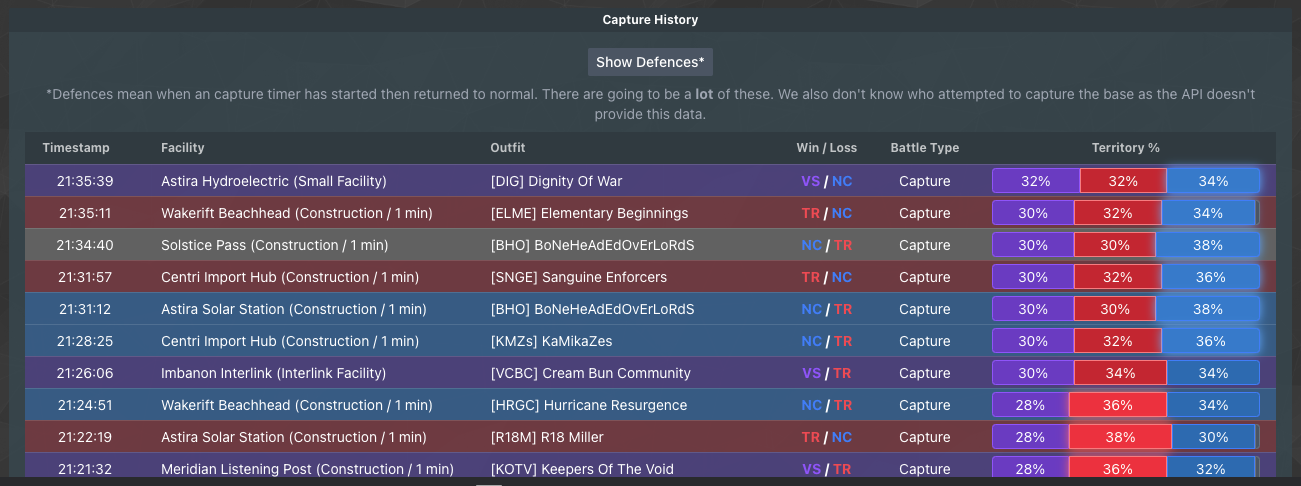 Capture History
Show Defences*
*Defences mean when an capture timer has started then returned to normal. There are going to be a lot of these. We also don't know who attempted to capture the base as the API doesn't
provide this data.
Timestamp Facility Outfit Win / Loss Battle Type Territory %
21:35:39 Astira Hydroelectric (Small Facility) [DIG] Dignity Of War VS / NC Capture 32% 32% 34%
21:35:11 Wakerift Beachhead (Construction / 1 min) [ELME] Elementary Beginnings TR / NC Capture 30% 32% 34%
21:34:40 Solstice Pass (Construction / 1 min) [BHO] BoNeHeAdEdOvErLoRdS NC / TR Capture 30% 30% 38%
21:31:57 Centri Import Hub (Construction / 1 min) [SNGE] Sanguine Enforcers TR / NC Capture 30% 32% 36%
21:31:12 Astira Solar Station (Construction / 1 min) [BHO] BoNeHeAdEdOvErLoRdS NC / TR Capture 30% 30% 38%
21:28:25 Centri Import Hub (Construction / 1 min) [KMZs] KaMikaZes NC / TR Capture 30% 32% 36%
21:26:06 Imbanon Interlink (Interlink Facility) [VCBC] Cream Bun Community VS / TR Capture 30% 34% 34%
21:24:51 Wakerift Beachhead (Construction / 1 min) [HRGC] Hurricane Resurgence NC / TR Capture 28% 36% 34%
21:22:19 Astira Solar Station (Construction / 1 min) [R18M] R18 Miller TR / NC Capture 28% 38% 30%
21:21:32 Meridian Listening Post (Construction / 1 min) [KOTV] Keepers Of The Void VS / TR Capture 28% 36% 32%